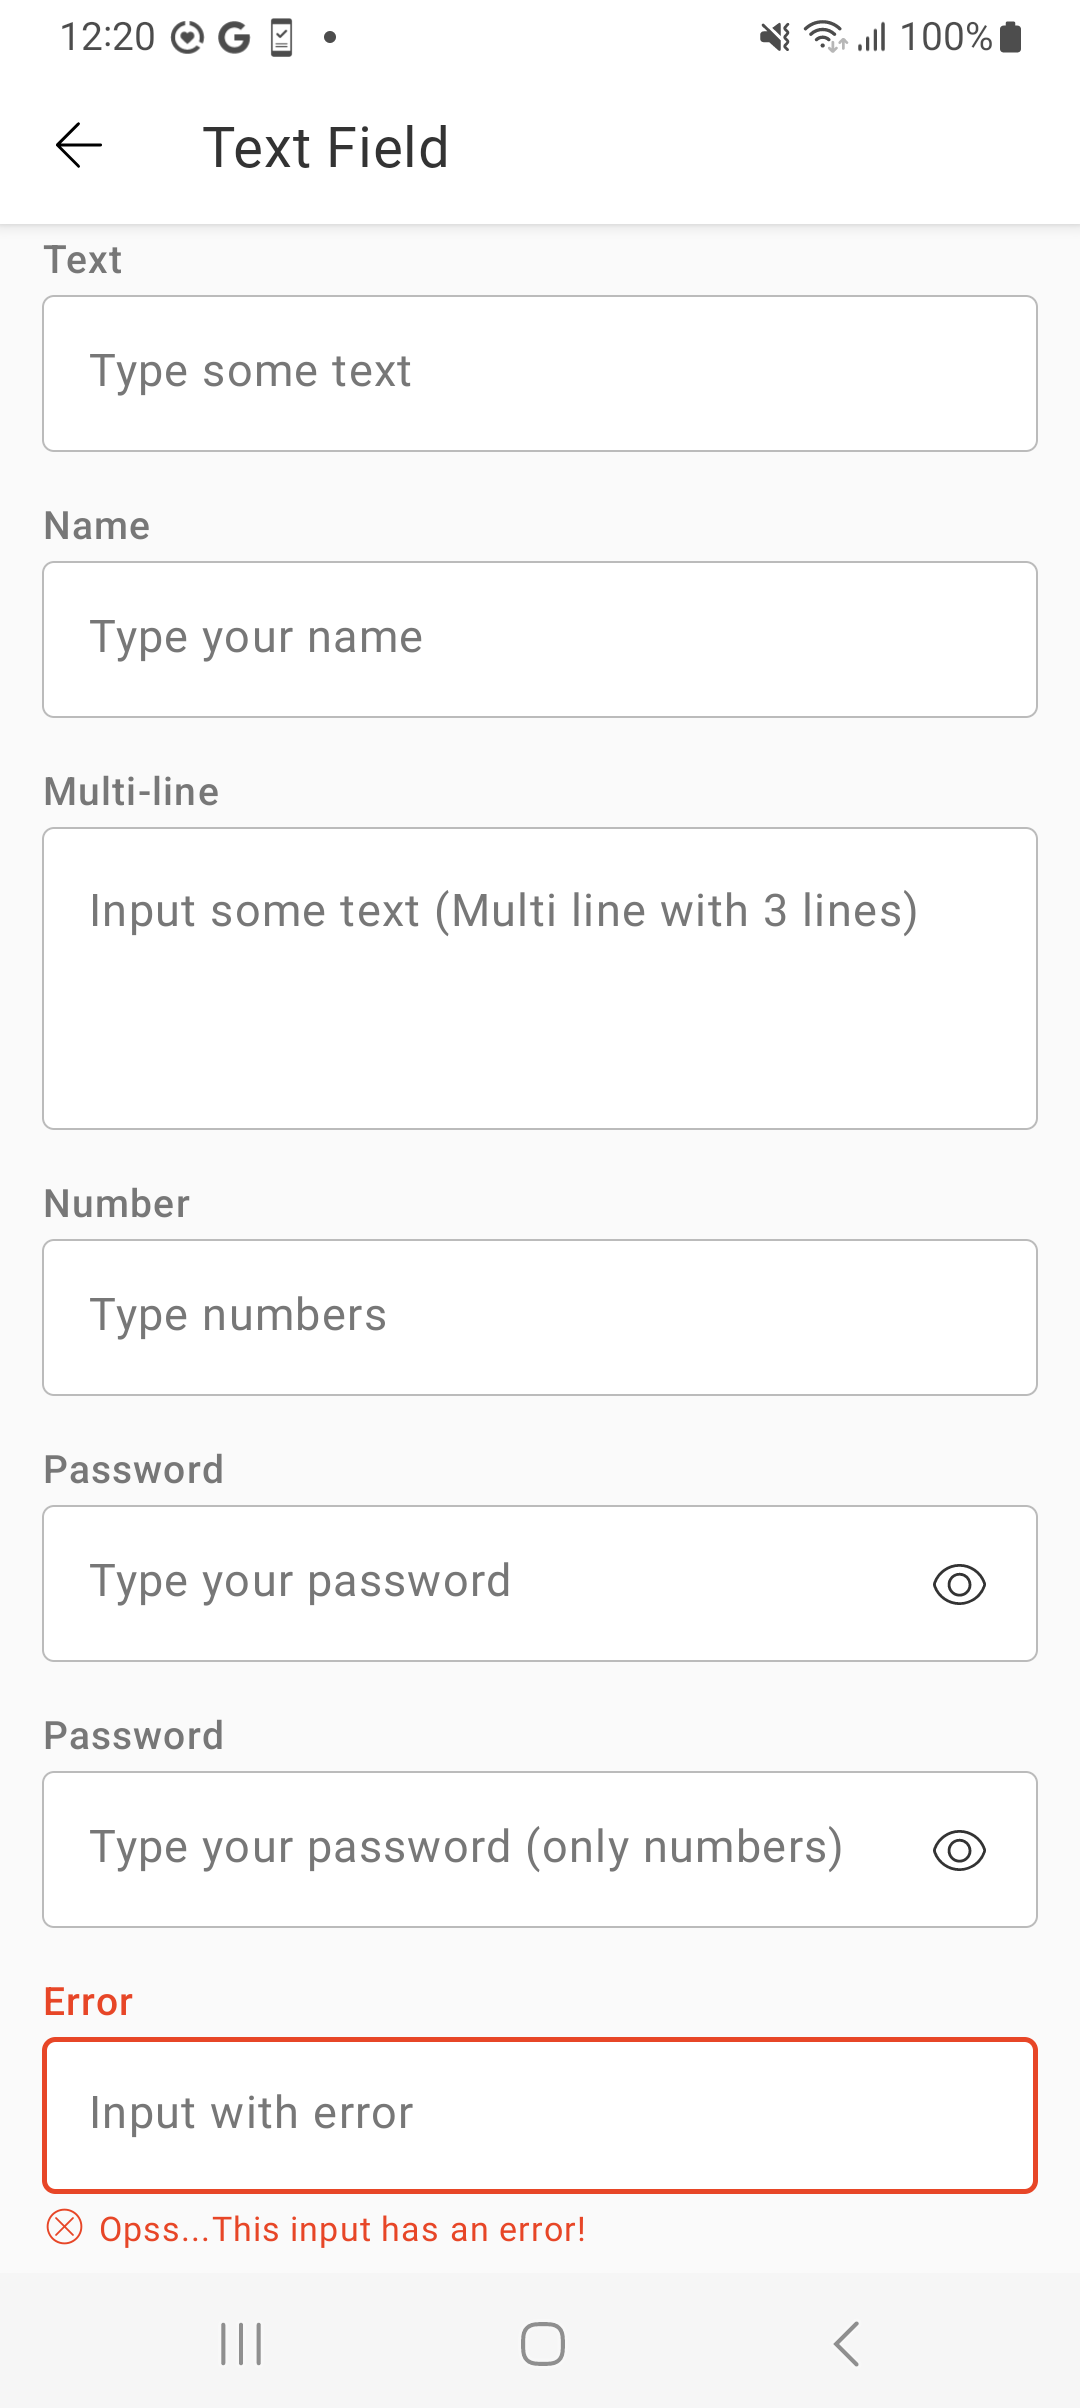 12:20 100%
Text Field
Text
Type some text
Name
Type your name
Multi-line
Input some text (Multi line with 3 lines)
Number
Type numbers
Password
Type your password
Password
Type your password (only numbers)
Error
Input with error
Opss...This input has an error!